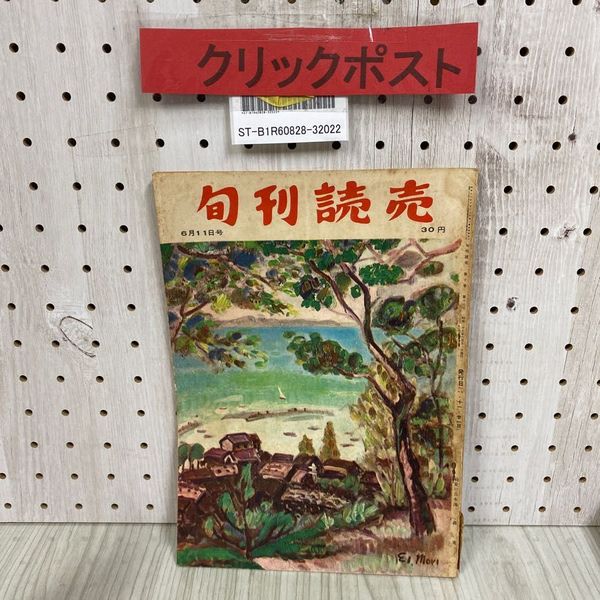 クリックポスト
ST-B1R60828-32022
旬刊読売
6月11日号
30円
Ei. Mori